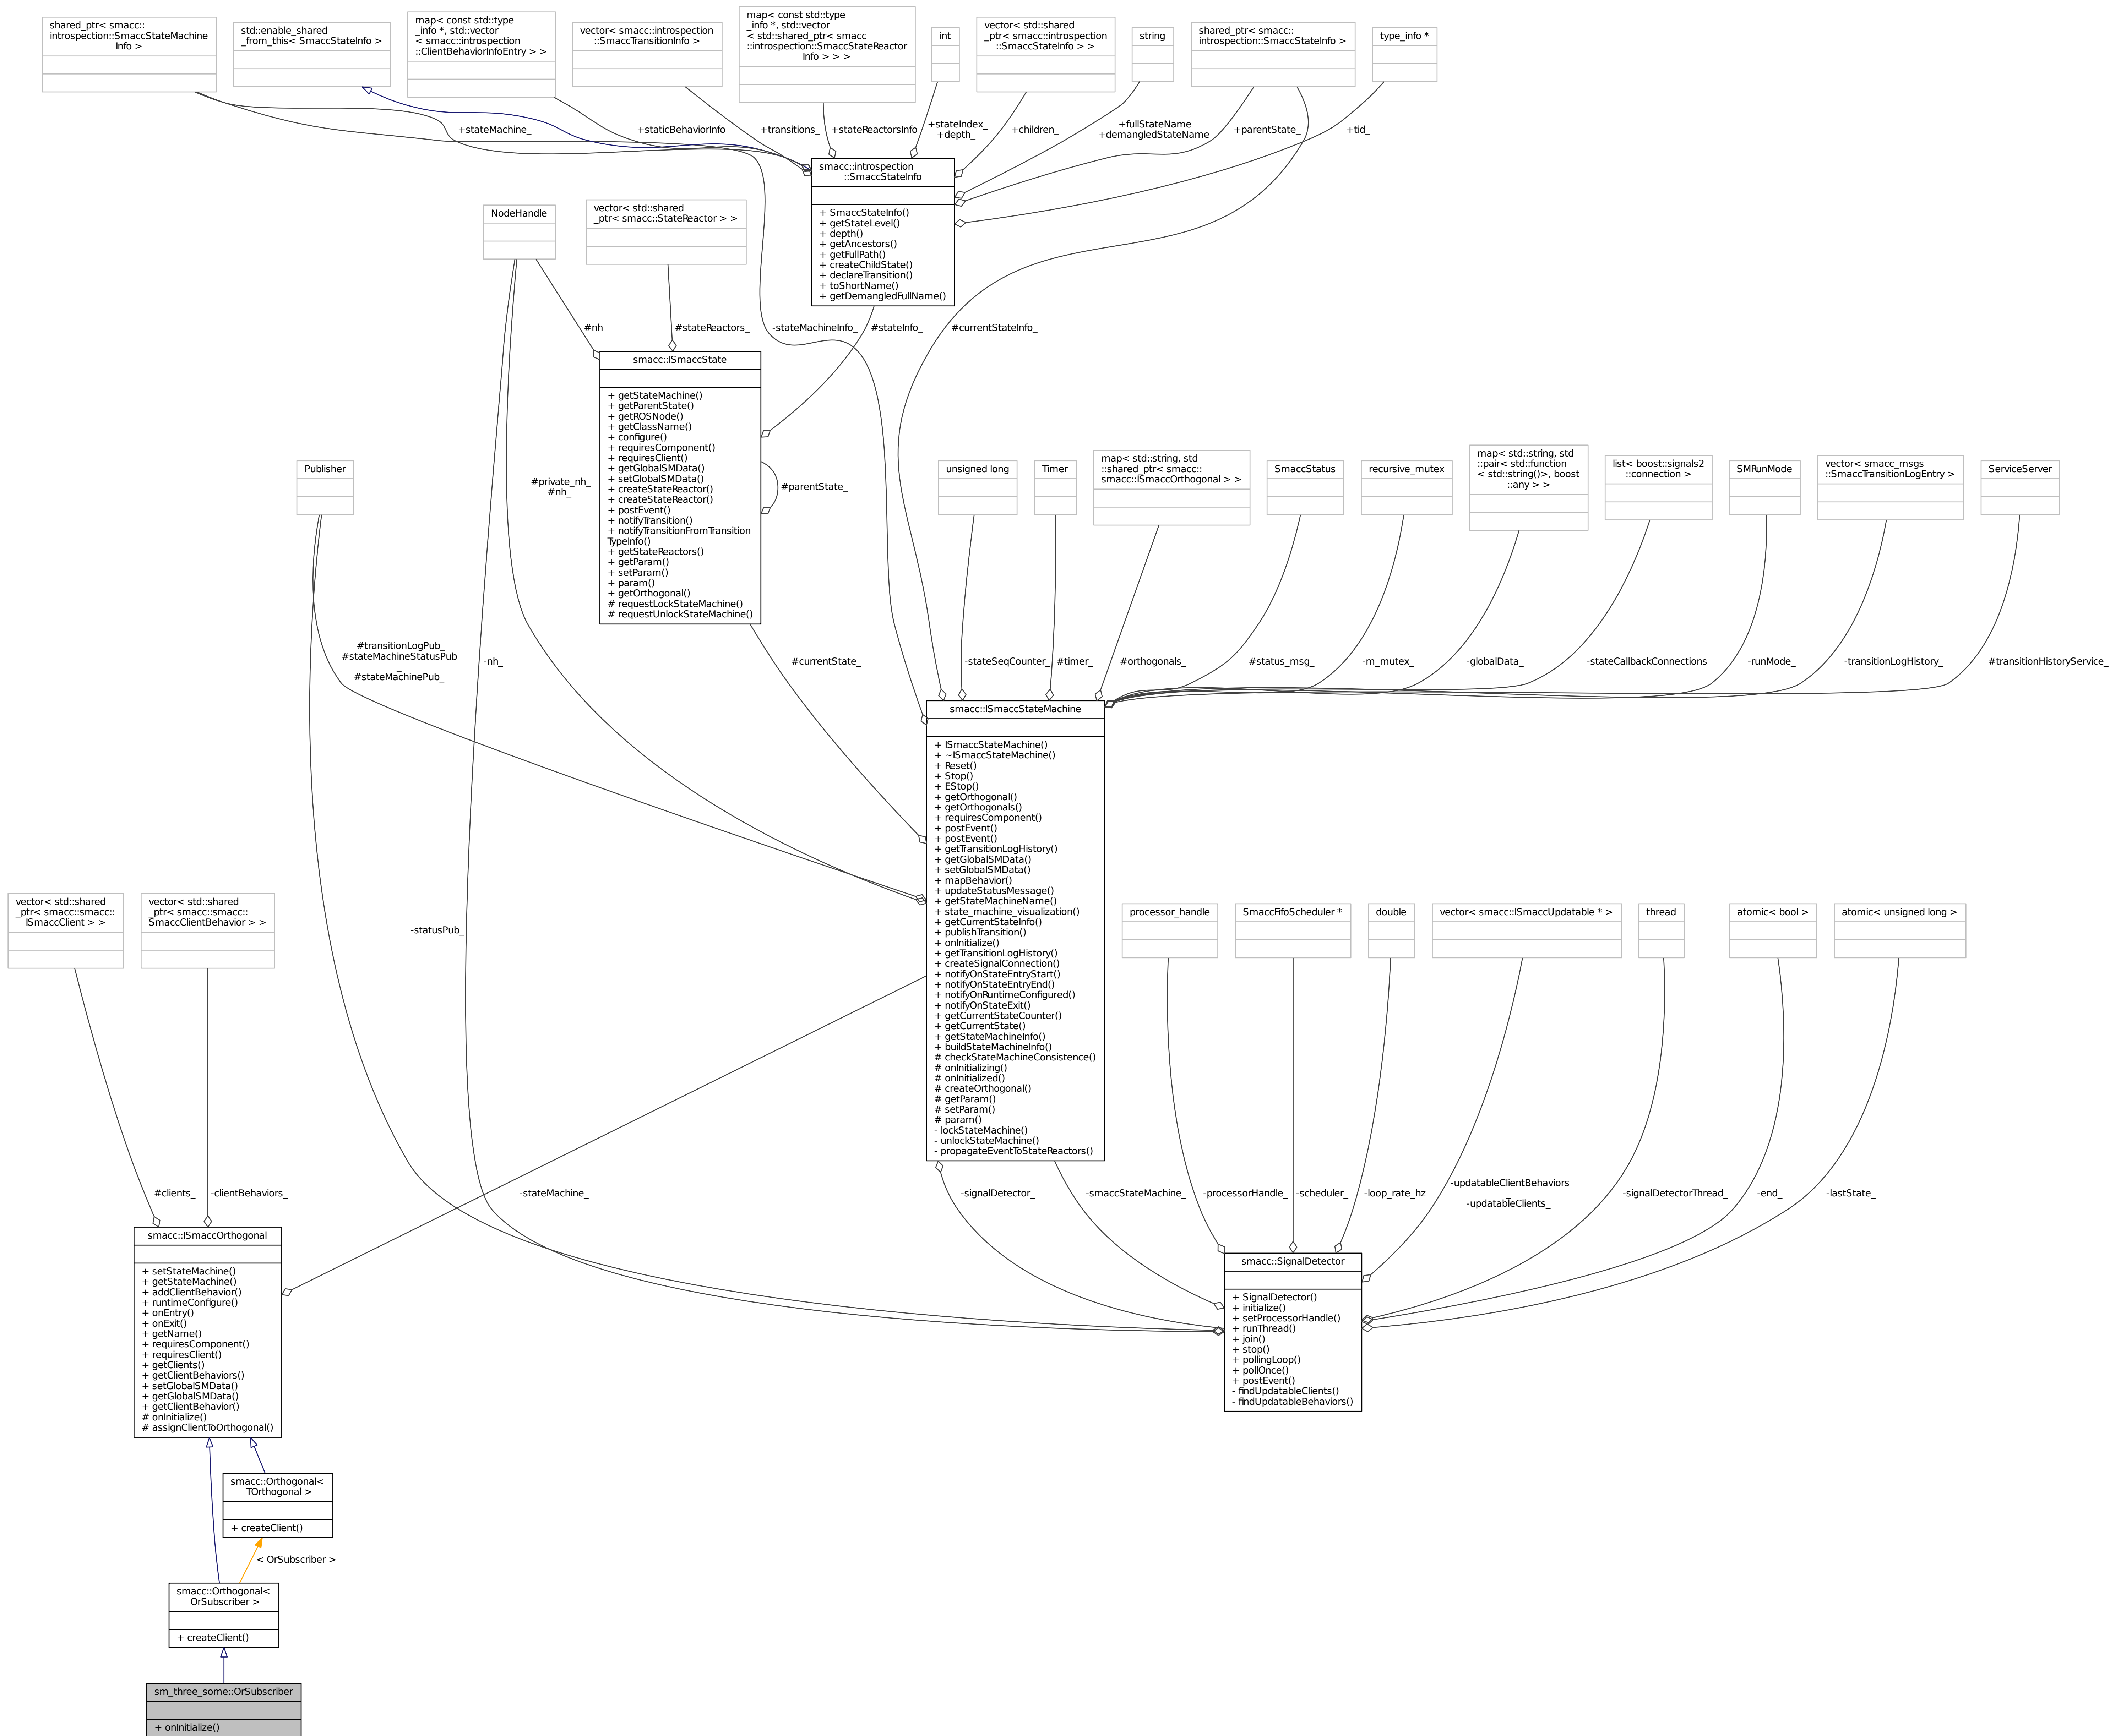 shared_ptr< smacc::
introspection::SmaccStateMachine
Info >
std::enable_shared
_from_this< SmaccStateInfo >
map< const std::type
_info *, std::vector
< smacc::introspection
::ClientBehaviorInfoEntry > >
vector< smacc::introspection
::SmaccTransitionInfo >
map< const std::type
_info *, std::vector
< std::shared_ptr< smacc
::introspection::SmaccStateReactor
Info > > >
int
vector< std::shared
_ptr< smacc::introspection
::SmaccStateInfo > >
string
shared_ptr< smacc::
introspection::SmaccStateInfo >
type_info *
+stateMachine_
+staticBehaviorInfo
+transitions_
+stateReactorsInfo
+stateIndex_
+depth_
+children_
+fullStateName
+demangledStateName
+parentState_
+tid_
smacc::introspection
::SmaccStateInfo
+ SmaccStateInfo()
+ getStateLevel()
+ depth()
+ getAncestors()
+ getFullPath()
+ createChildState()
+ declareTransition()
+ toShortName()
+ getDemangledFullName()
NodeHandle
vector< std::shared
_ptr< smacc::StateReactor > >
#nh
#stateReactors_
-stateMachineInfo_
#stateInfo_
#currentStateInfo_
smacc::ISmaccState
+ getStateMachine()
+ getParentState()
+ getROSNode()
+ getClassName()
+ configure()
+ requiresComponent()
+ requiresClient()
+ getGlobalSMData()
+ setGlobalSMData()
+ createStateReactor()
+ createStateReactor()
+ postEvent()
+ notifyTransition()
+ notifyTransitionFromTransition
TypeInfo()
+ getStateReactors()
+ getParam()
+ setParam()
+ param()
+ getOrthogonal()
# requestLockStateMachine()
# requestUnlockStateMachine()
#parentState_
Publisher
#private_nh_
#nh_
unsigned long
Timer
map< std::string, std
::shared_ptr< smacc::
smacc::ISmaccOrthogonal > >
SmaccStatus
recursive_mutex
map< std::string, std
::pair< std::function
< std::string()>, boost
::any > >
list< boost::signals2
::connection >
SMRunMode
vector< smacc_msgs
::SmaccTransitionLogEntry >
ServiceServer
#transitionLogPub_
#stateMachineStatusPub
_
#stateMachinePub_
-nh_
#currentState_
-stateSeqCounter_
#timer_
#orthogonals_
#status_msg_
-m_mutex_
-globalData_
-stateCallbackConnections
-runMode_
-transitionLogHistory_
#transitionHistoryService_
smacc::ISmaccStateMachine
+ ISmaccStateMachine()
+ ~ISmaccStateMachine()
+ Reset()
+ Stop()
+ EStop()
+ getOrthogonal()
+ getOrthogonals()
+ requiresComponent()
+ postEvent()
+ postEvent()
+ getTransitionLogHistory()
+ getGlobalSMData()
+ setGlobalSMData()
+ mapBehavior()
+ updateStatusMessage()
+ getStateMachineName()
+ state_machine_visualization()
+ getCurrentStateInfo()
+ publishTransition()
+ onInitialize()
+ getTransitionLogHistory()
+ createSignalConnection()
+ notifyOnStateEntryStart()
+ notifyOnStateEntryEnd()
+ notifyOnRuntimeConfigured()
+ notifyOnStateExit()
+ getCurrentStateCounter()
+ getCurrentState()
+ getStateMachineInfo()
+ buildStateMachineInfo()
# checkStateMachineConsistence()
# onInitializing()
# onInitialized()
# createOrthogonal()
# getParam()
# setParam()
# param()
- lockStateMachine()
- unlockStateMachine()
- propagateEventToStateReactors()
vector< std::shared
_ptr< smacc::smacc::
ISmaccClient > >
vector< std::shared
_ptr< smacc::smacc::
SmaccClientBehavior > >
-statusPub_
processor_handle
SmaccFifoScheduler *
double
vector< smacc::ISmaccUpdatable * >
thread
atomic< bool >
atomic< unsigned long >
#clients_
-clientBehaviors_
-stateMachine_
-signalDetector_
-smaccStateMachine_
-processorHandle_
-scheduler_
-loop_rate_hz
-updatableClientBehaviors
_
-updatableClients_
-signalDetectorThread_
-end_
-lastState_
smacc::ISmaccOrthogonal
+ setStateMachine()
+ getStateMachine()
+ addClientBehavior()
+ runtimeConfigure()
+ onEntry()
+ onExit()
+ getName()
+ requiresComponent()
+ requiresClient()
+ getClients()
+ getClientBehaviors()
+ setGlobalSMData()
+ getGlobalSMData()
+ getClientBehavior()
# onInitialize()
# assignClientToOrthogonal()
smacc::SignalDetector
+ SignalDetector()
+ initialize()
+ setProcessorHandle()
+ runThread()
+ join()
+ stop()
+ pollingLoop()
+ pollOnce()
+ postEvent()
- findUpdatableClients()
- findUpdatableBehaviors()
smacc::Orthogonal<
TOrthogonal >
+ createClient()
< OrSubscriber >
smacc::Orthogonal<
OrSubscriber >
+ createClient()
sm_three_some::OrSubscriber
+ onInitialize()